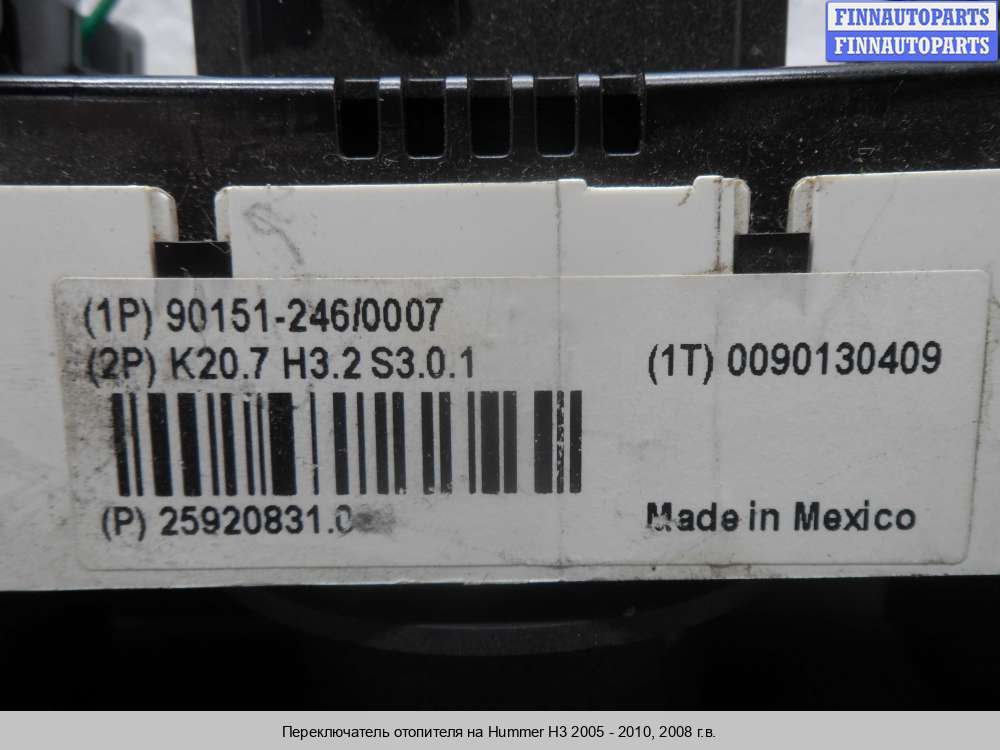 FINNAUTOPARTS
FINNAUTOPARTS
(1P) 90151-246/0007
(2P) K20.7 H3.2 S3.0.1
(1T) 0090130409
(P) 25920831.0
Made in Mexico
Переключатель отопителя на Hummer H3 2005 - 2010, 2008 г.в.